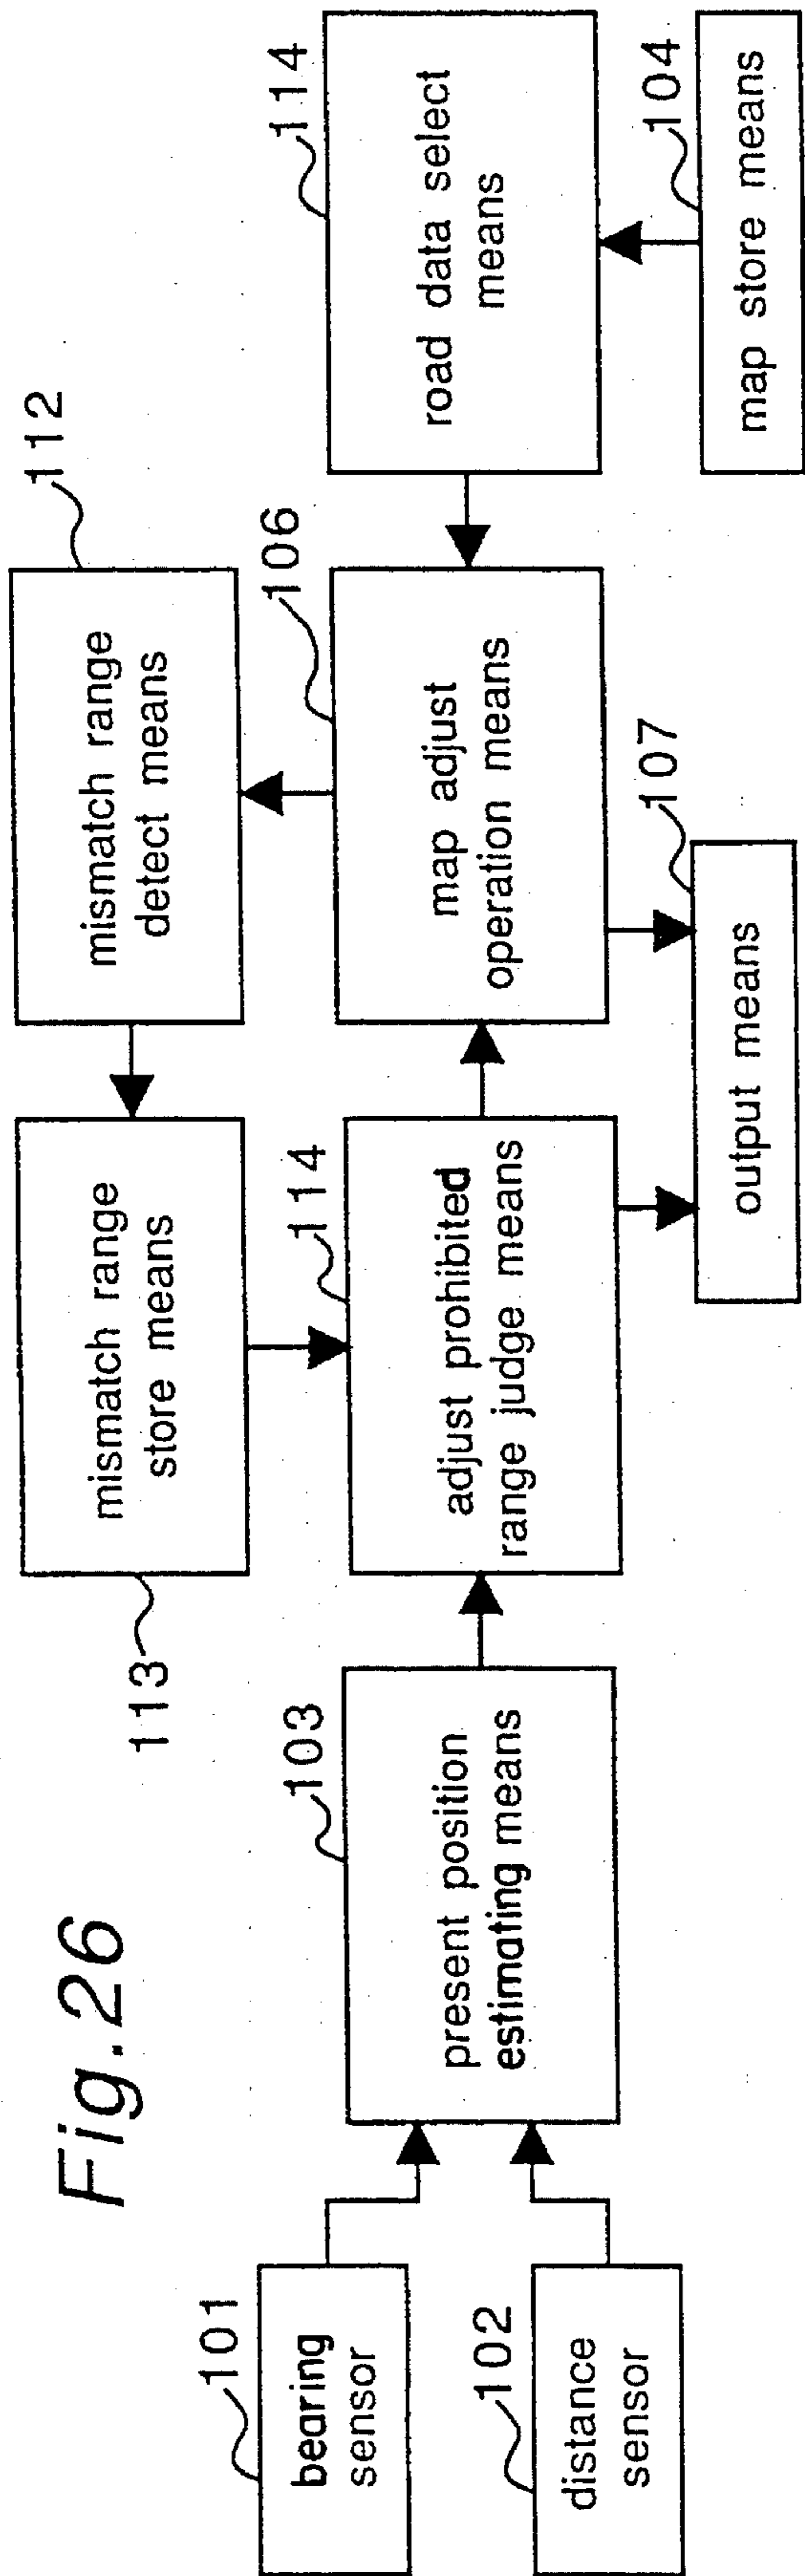 Fig.26
101
bearing
sensor
102
distance
sensor
103
present position
estimating means
113
mismatch range
store means
114
adjust prohibited
range judge means
112
mismatch range
detect means
106
map adjust
operation means
107
output means
114
road data select
means
104
map store means